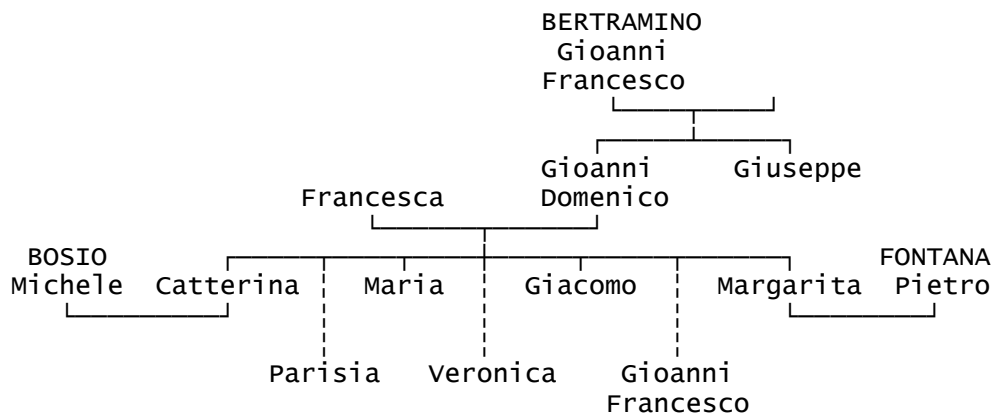 BERTRAMINO
Gioanni
Francesco
Gioanni Giuseppe
Francesca Domenico
BOSIO FONTANA
Michele Catterina Maria Giacomo Margarita Pietro
Parisia Veronica Gioanni
Francesco